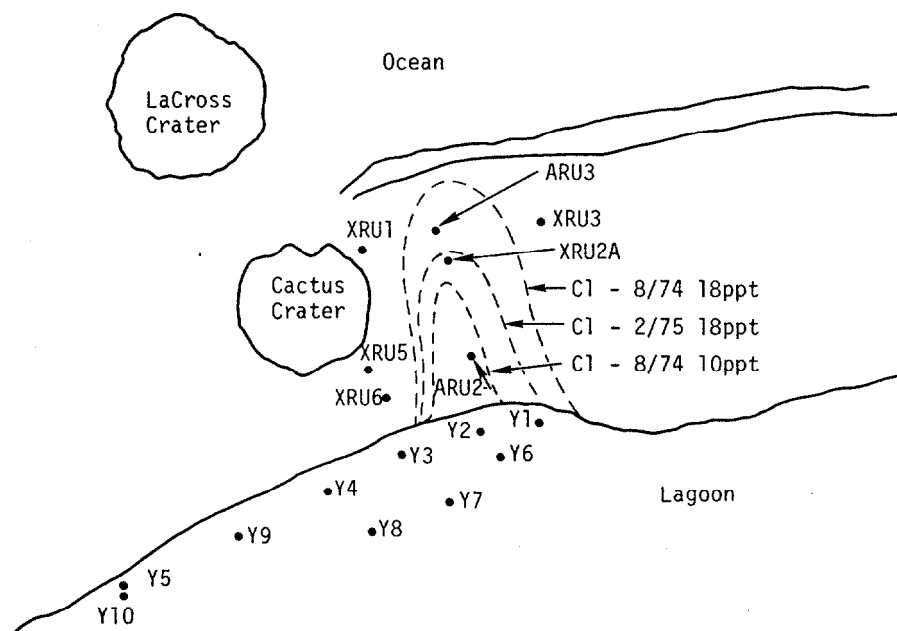 Ocean
LaCross
Crater
ARU3
XRU3
XRU1
XRU2A
Cactus
Crater
Cl - 8/74 18ppt
Cl - 2/75 18ppt
XRU5
Cl - 8/74 10ppt
XRU6
ARU2
Y1
Y2
Y3
Y6
Y4
Y7
Lagoon
Y9
Y8
Y5
Y10